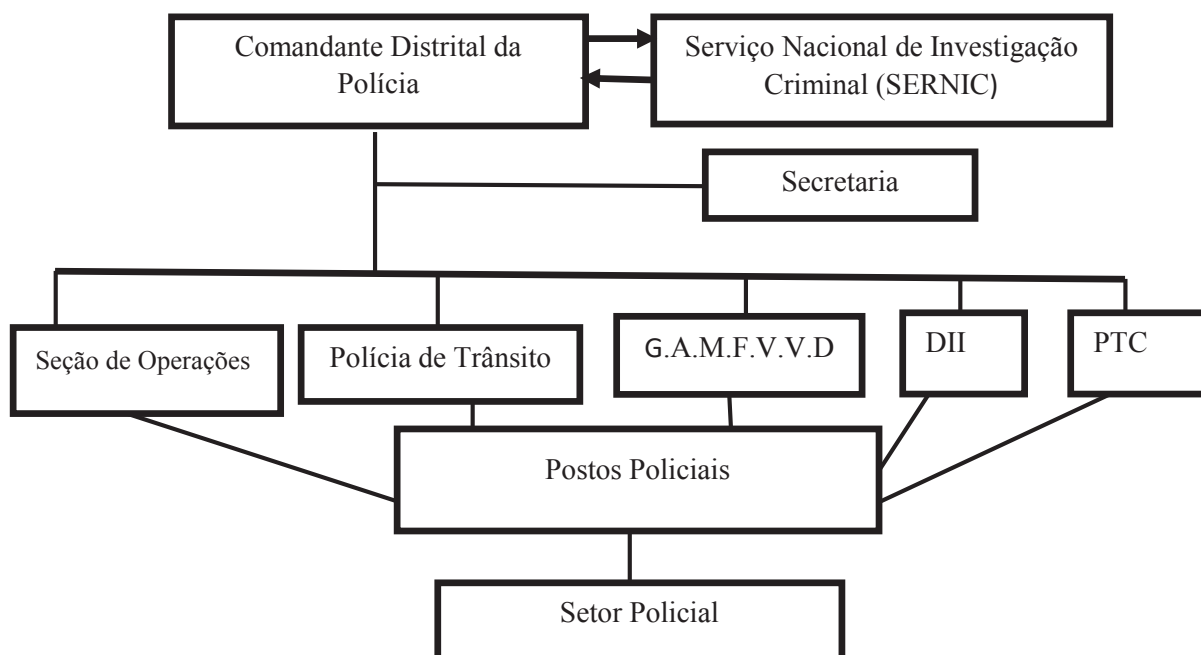 Comandante Distrital da
Polícia
Serviço Nacional de Investigação
Criminal (SERNIC)
Secretaria
Seção de Operações
Polícia de Trânsito
G.A.M.F.V.V.D
DII
PTC
Postos Policiais
Setor Policial